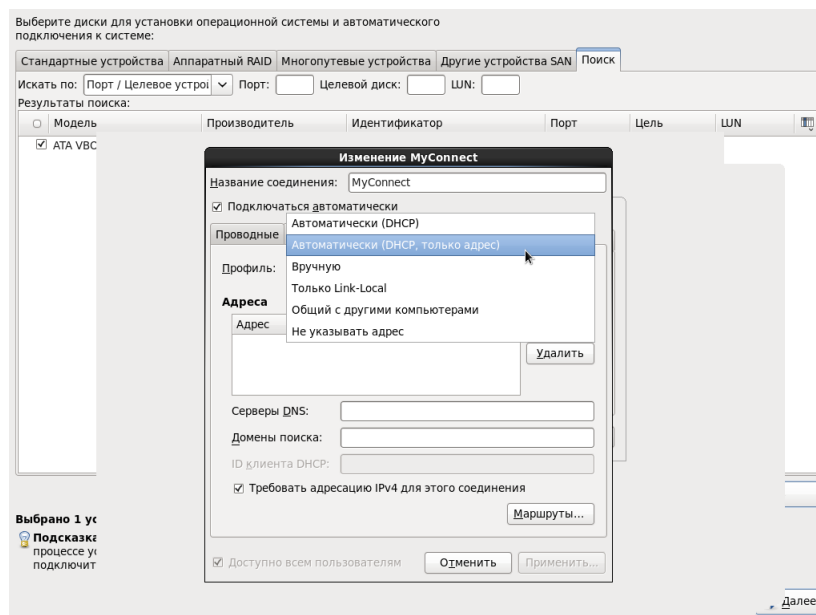 Выберите диски для установки операционной системы и автоматического
подключения к системе:
Стандартные устройства Аппаратный RAID Многопутевые устройства Другие устройства SAN Поиск
Искать по: Порт / Целевое устрой Порт: Целевой диск: LUN:
Результаты поиска:
Модель Производитель Идентификатор Порт Цель LUN
ATA VBO
Изменение MyConnect
Название соединения: MyConnect
Подключаться автоматически
Автоматически (DHCP)
Проводные
Автоматически (DHCP, только адрес)
Профиль:
Вручную
Только Link-Local
Адреса
Общий с другими компьютерами
Адрес
Не указывать адрес
Удалить
Серверы DNS:
Домены поиска:
ID клиента DHCP:
Требовать адресацию IPv4 для этого соединения
Маршруты...
Выбрано 1 ус
Подсказка
процессе ус
подключит
Доступно всем пользователям Отменить Применить...
Далее